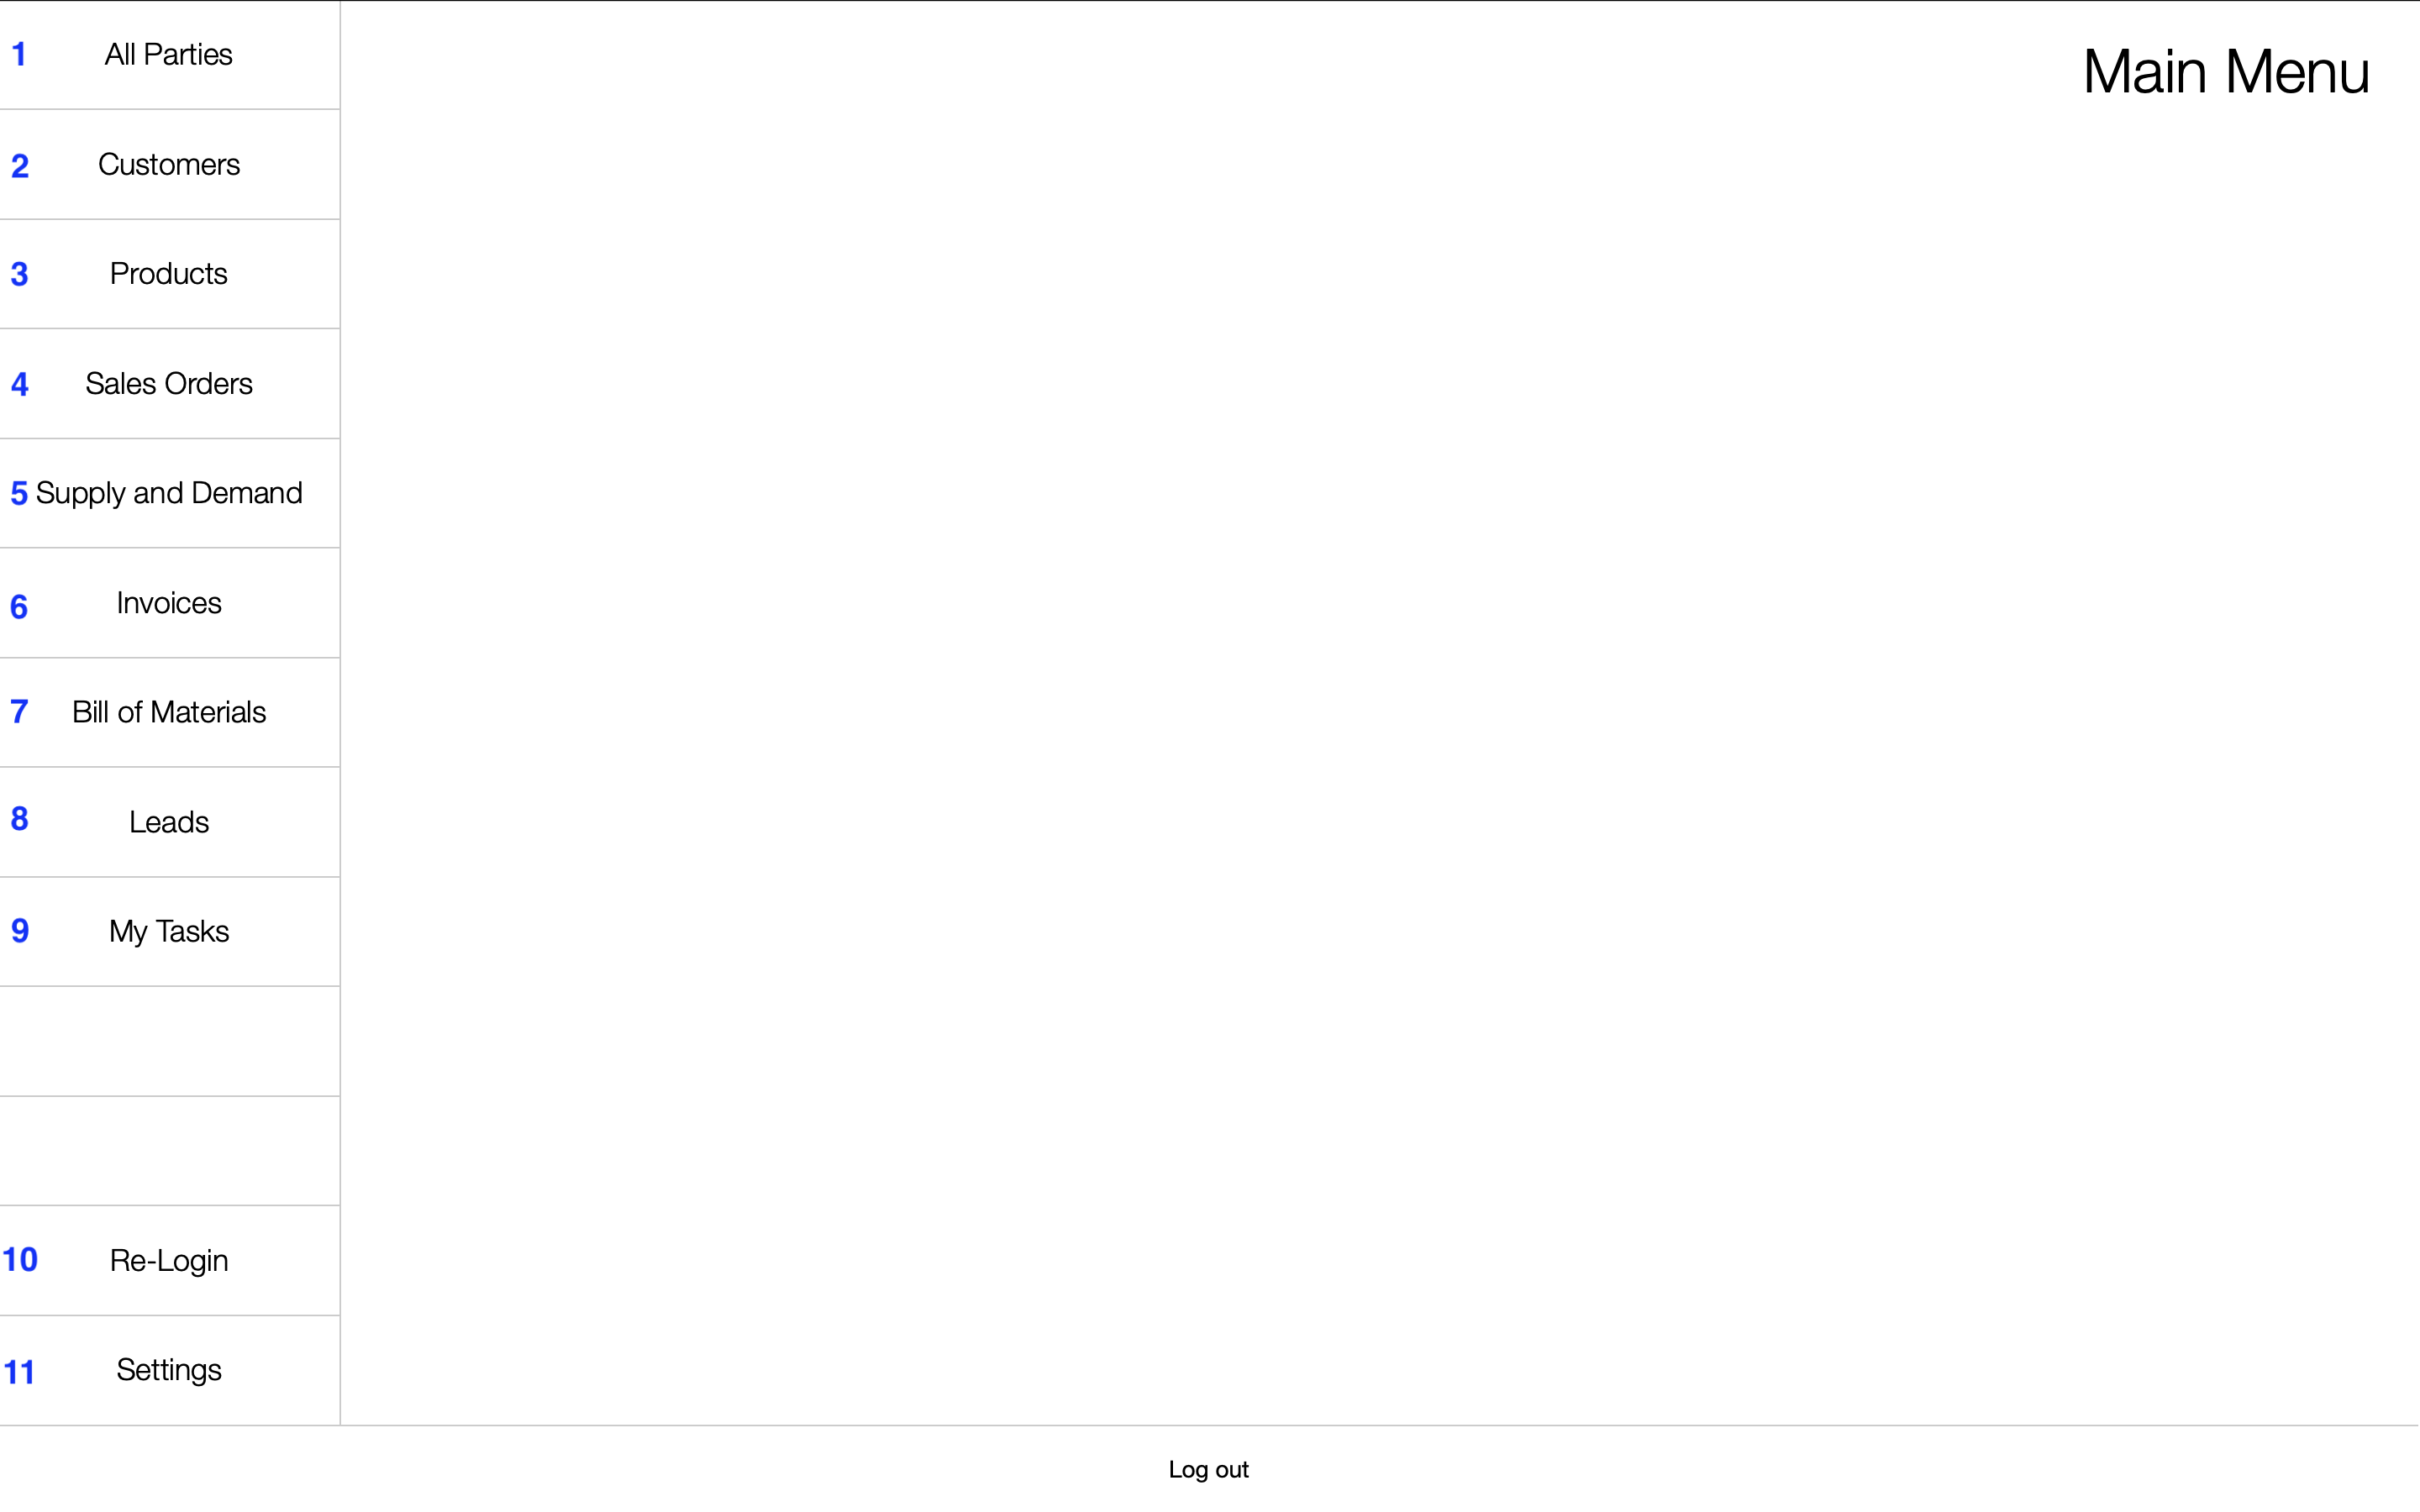 Main Menu
1 All Parties
2 Customers
3 Products
4 Sales Orders
5 Supply and Demand
6 Invoices
7 Bill of Materials
8 Leads
9 My Tasks
10 Re-Login
11 Settings
Log out